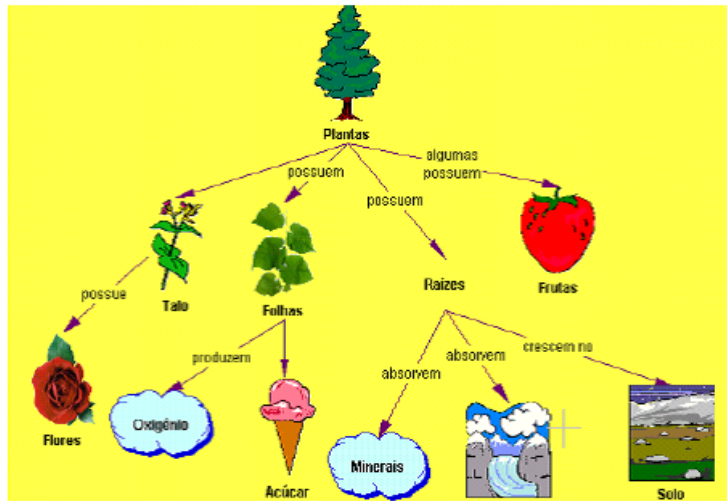 Plantas
algumas
possuem
possuem
possuem
possue
Talo
Folhas
Raízes
Frutas
Flores
produzem
Oxigênio
Açúcar
absorvem
absorvem
crescem no
Minerais
Solo